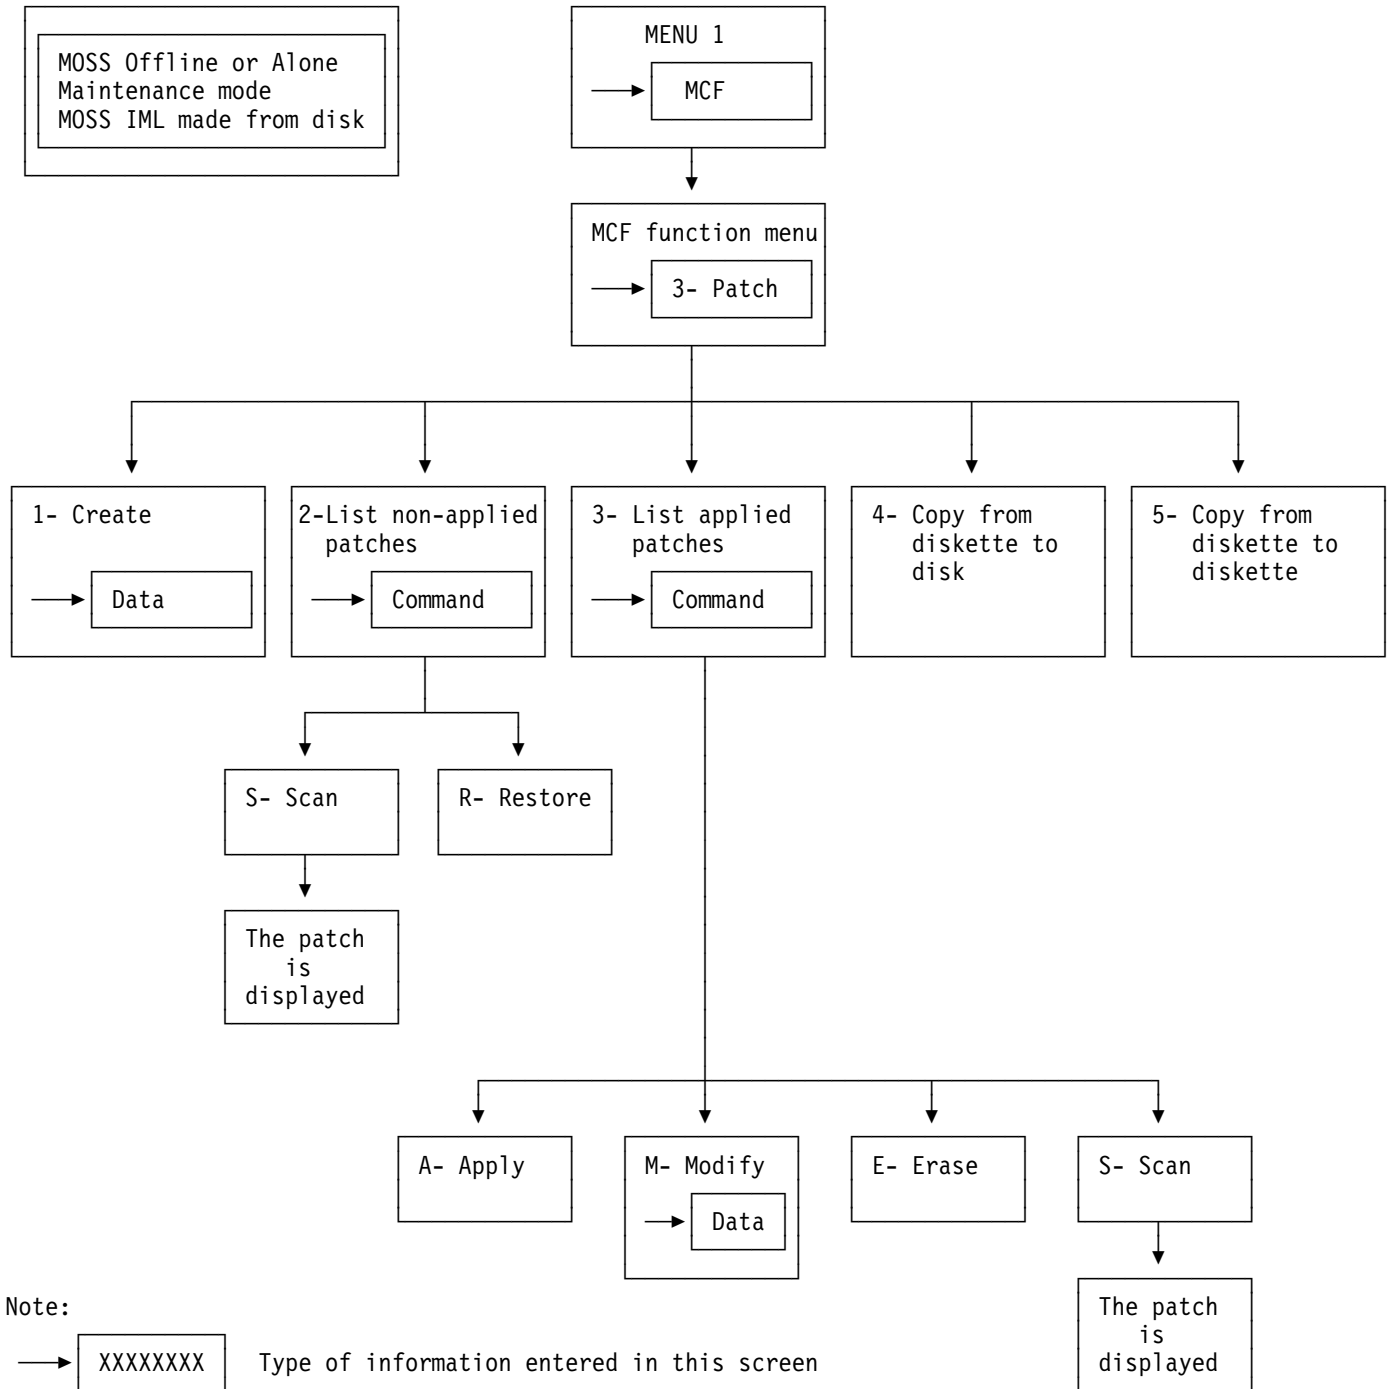 MOSS Offline or Alone
Maintenance mode
MOSS IML made from disk
MENU 1
MCF
MCF function menu
3- Patch
1- Create
Data
2-List non-applied
patches
Command
3- List applied
patches
Command
4- Copy from
diskette to
disk
5- Copy from
diskette to
diskette
S- Scan
R- Restore
The patch
is
displayed
A- Apply
M- Modify
Data
E- Erase
S- Scan
The patch
is
displayed
Note:
XXXXXXXX
Type of information entered in this screen